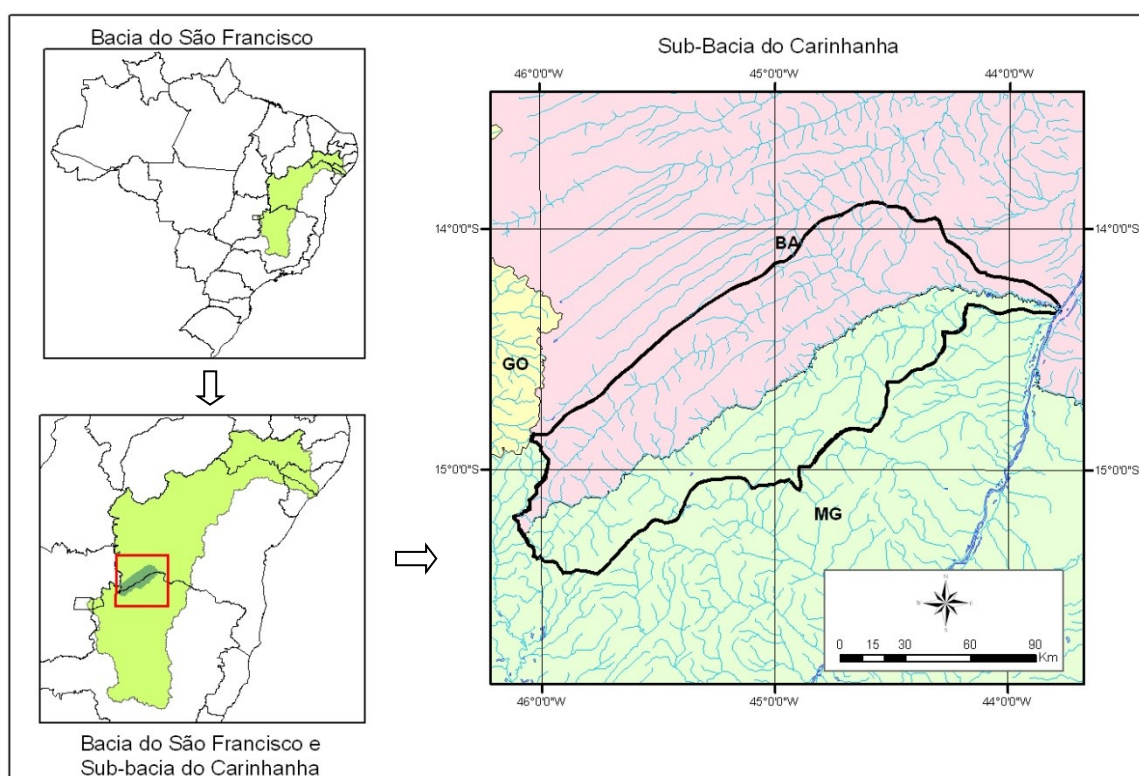 Bacia do São Francisco
Sub-Bacia do Carinhanha
46°0'0"W 45°0'0"W 44°0'0"W
14°0'0"S 14°0'0"S
BA
GO
15°0'0"S 15°0'0"S
MG
W E
N
S
0 15 30 60 90
Km
46°0'0"W 45°0'0"W 44°0'0"W
Bacia do São Francisco e
Sub-bacia do Carinhanha